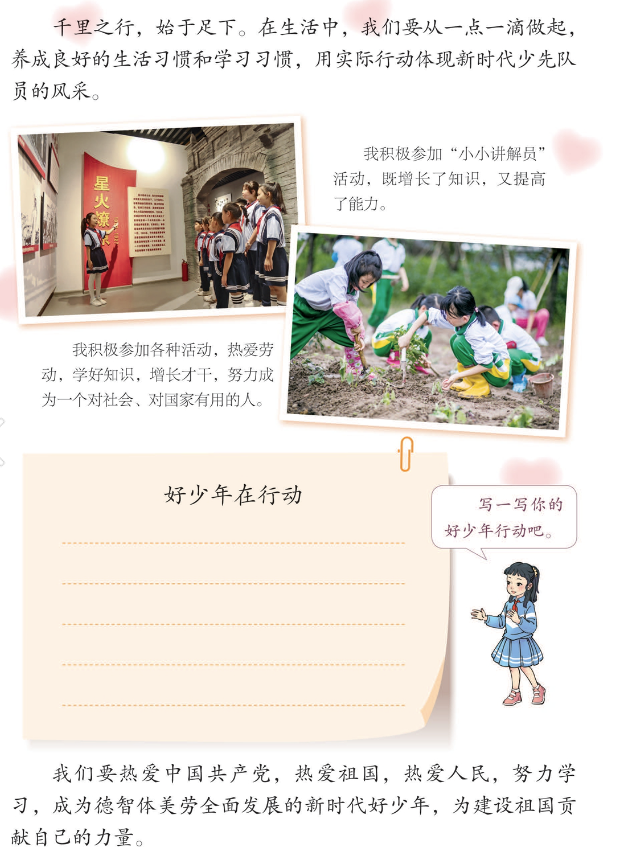 千里之行，始于足下。在生活中，我们要从一点一滴做起，
养成良好的生活习惯和学习习惯，用实际行动体现新时代少先队
员的风采。
我积极参加“小小讲解员”
活动，既增长了知识，又提高
了能力。
星火燎
我积极参加各种活动，热爱劳
动，学好知识，增长才干，努力成
为一个对社会、对国家有用的人。
好少年在行动
写一写你的
好少年行动吧。
我们要热爱中国共产党，热爱祖国，热爱人民，努力学
习，成为德智体美劳全面发展的新时代好少年，为建设祖国贡
献自己的力量。